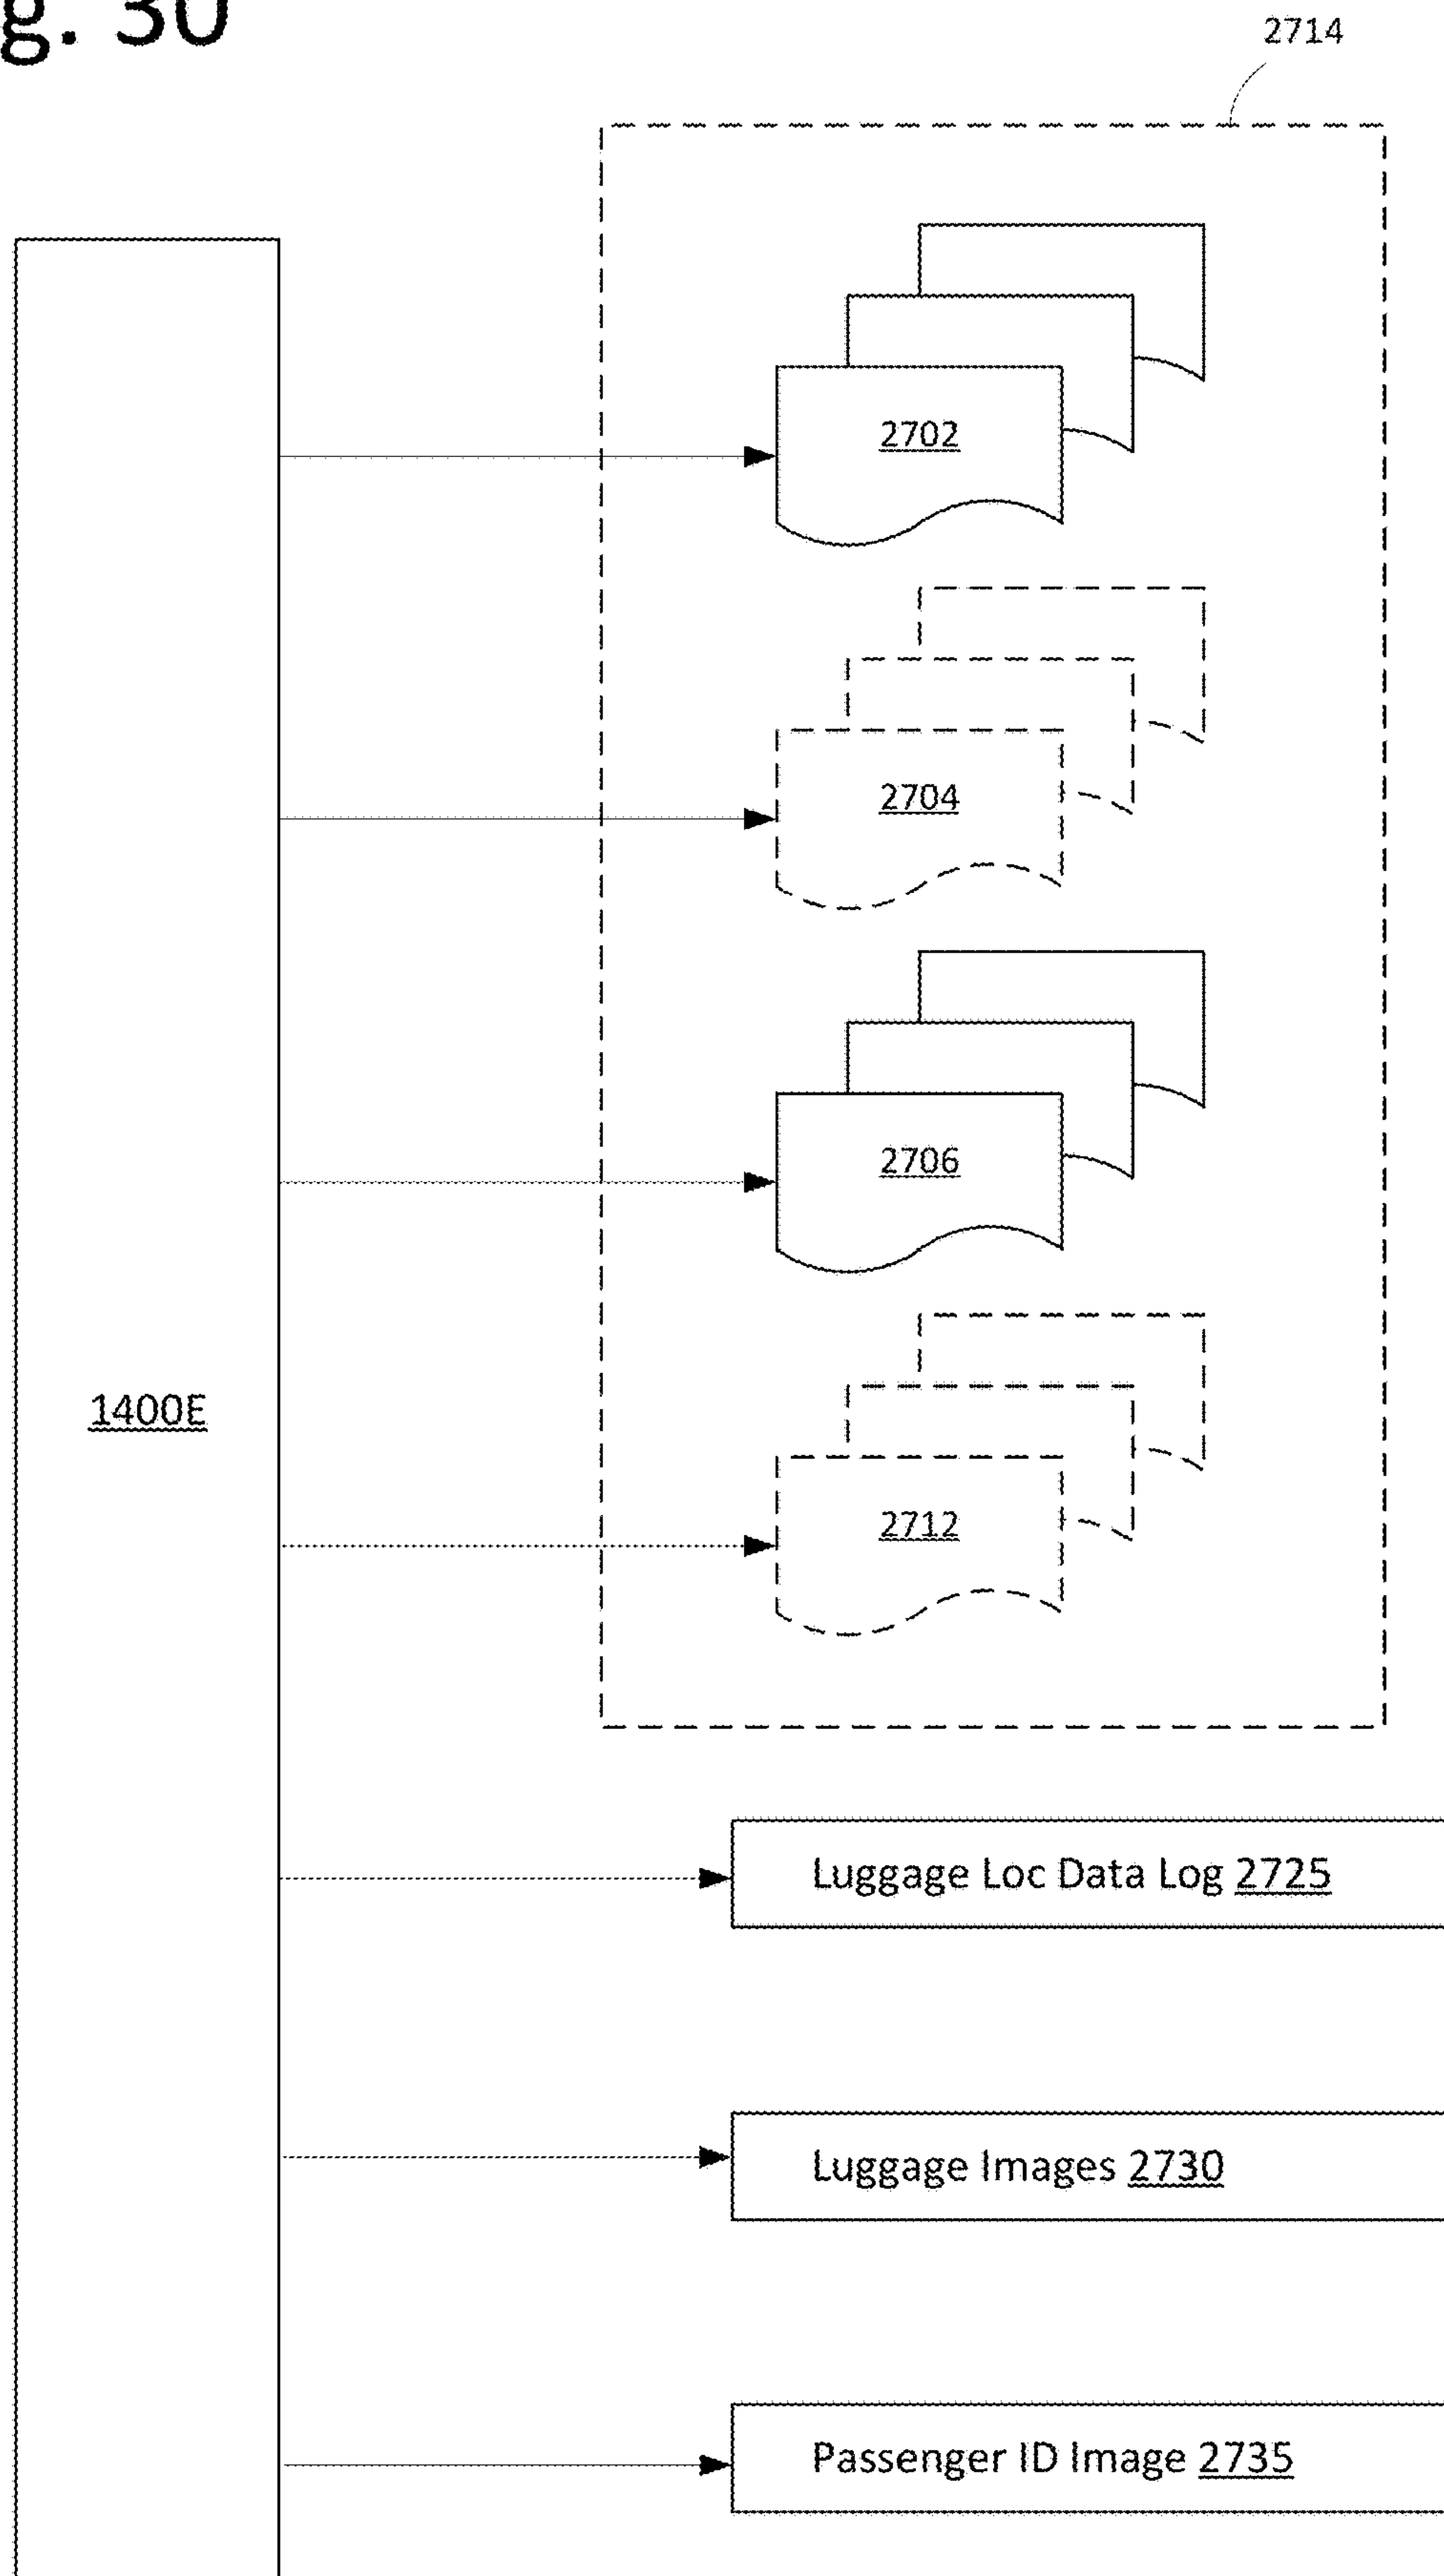 g. 30
2714
2702
2704
2706
1400E
2712
Luggage Loc Data Log 2725
Luggage Images 2730
Passenger ID Image 2735